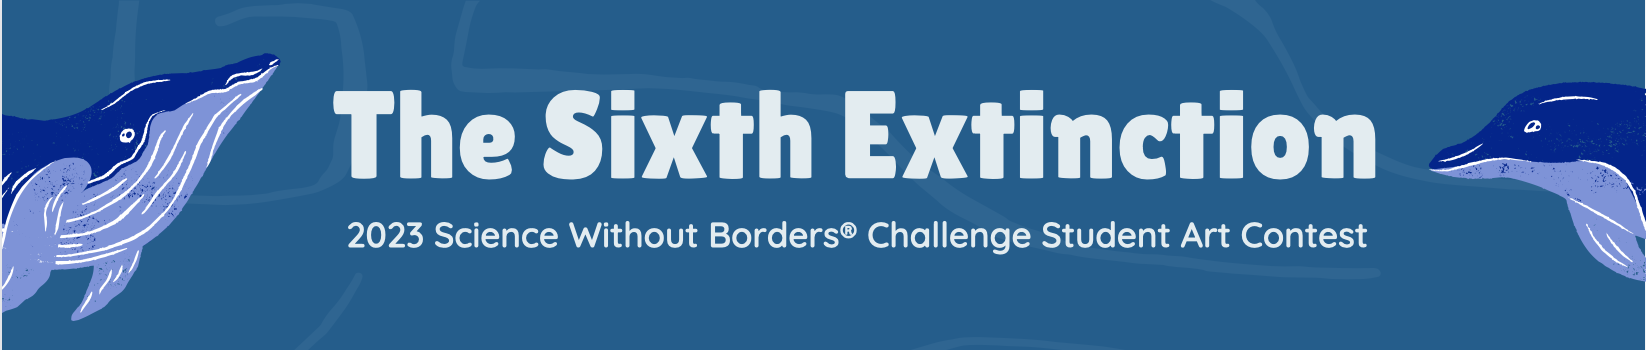 The Sixth Extinction
2023 Science Without Borders® Challenge Student Art Contest